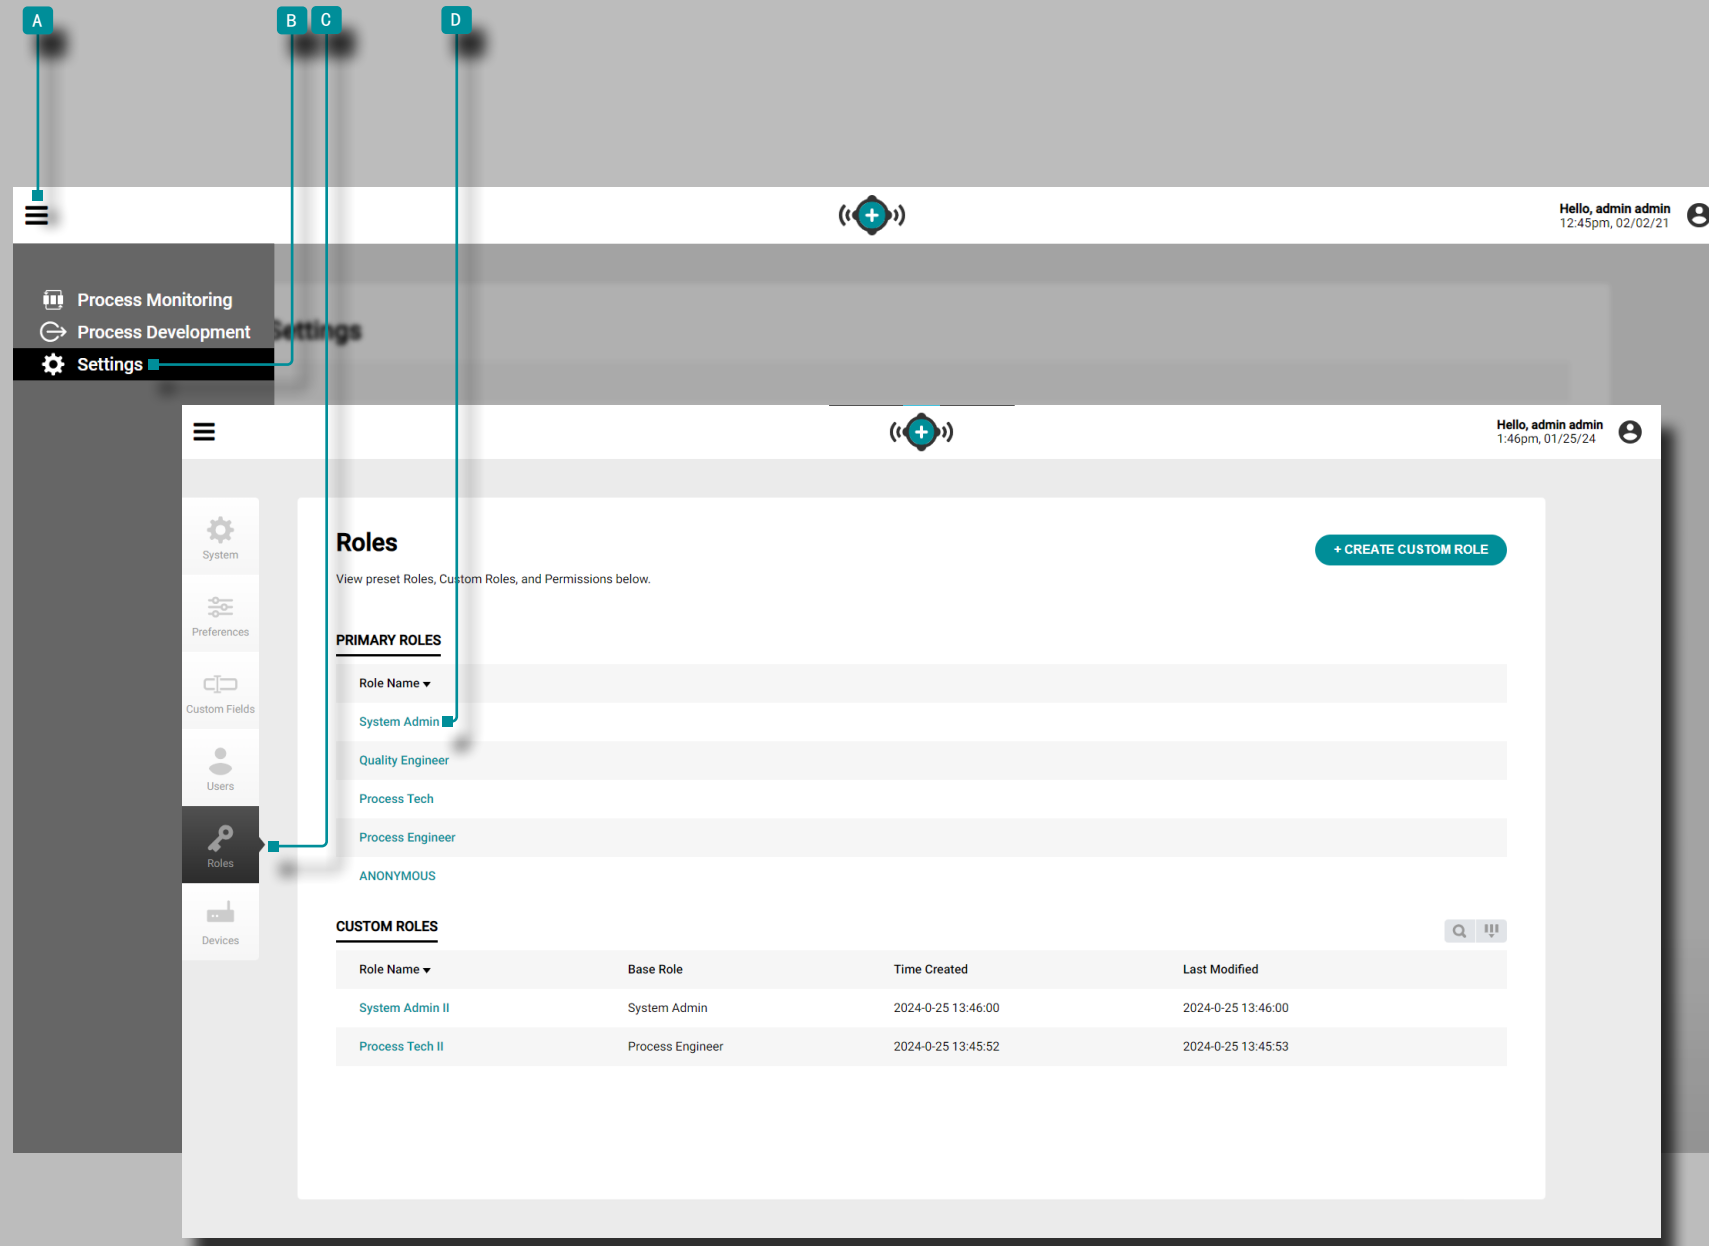 A
B
C
D
Hello, admin admin
12:45pm, 02/02/21
Process Monitoring
Process Development
Settings
Settings
Hello, admin admin
1:46pm, 01/25/24
System
Preferences
Custom Fields
Users
Roles
Devices
Roles
+ CREATE CUSTOM ROLE
View preset Roles, Custom Roles, and Permissions below.
PRIMARY ROLES
Role Name
System Admin
Quality Engineer
Process Tech
Process Engineer
ANONYMOUS
CUSTOM ROLES
Role Name Base Role Time Created Last Modified
System Admin II System Admin 2024-0-25 13:46:00 2024-0-25 13:46:00
Process Tech II Process Engineer 2024-0-25 13:45:52 2024-0-25 13:45:53